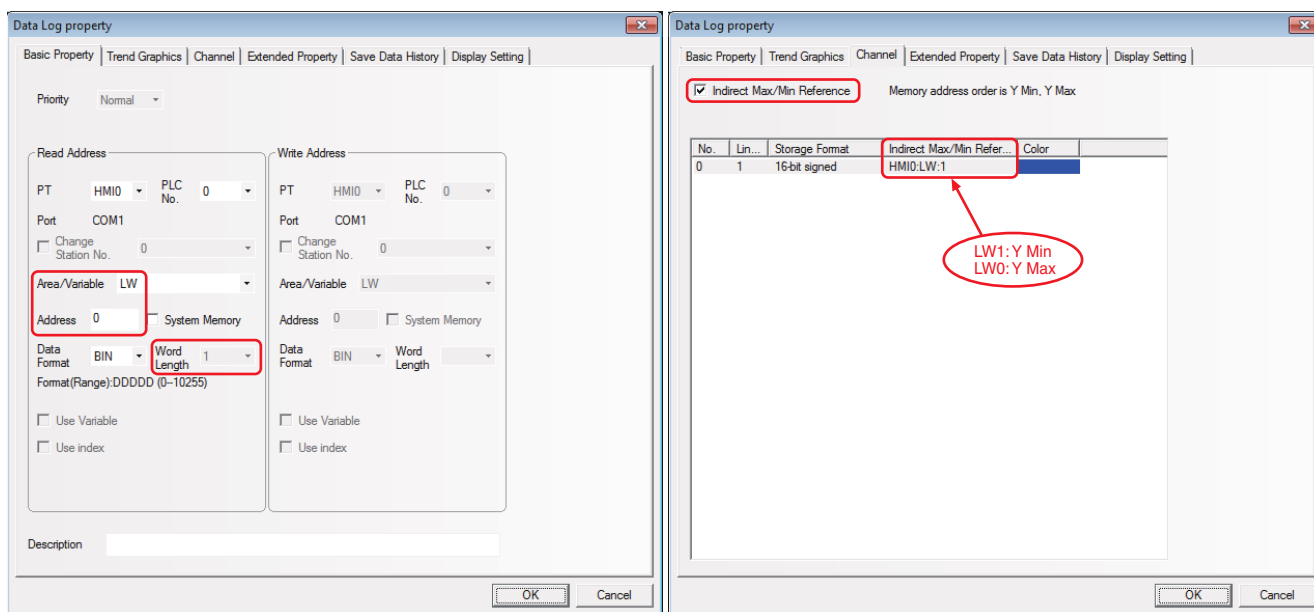 Data Log property
Basic Property Trend Graphics Channel Extended Property Save Data History Display Setting
Priority Normal
Read Address
PT HMI0 PLC No. 0
Port COM1
Change Station No. 0
Area/Variable LW
Address 0 System Memory
Data Format BIN Word Length 1
Format(Range):DDDDD (0--10255)
Use Variable
Use index
Write Address
PT HMI0 PLC No. 0
Port COM1
Change Station No. 0
Area/Variable LW
Address 0 System Memory
Data Format BIN Word Length
Use Variable
Use index
Description
OK Cancel
Data Log property
Basic Property Trend Graphics Channel Extended Property Save Data History Display Setting
Indirect Max/Min Reference Memory address order is Y Min, Y Max
No. Lin... Storage Format Indirect Max/Min Refer... Color
0 1 16-bit signed HMI0:LW:1
LW1: Y Min
LW0: Y Max
OK Cancel